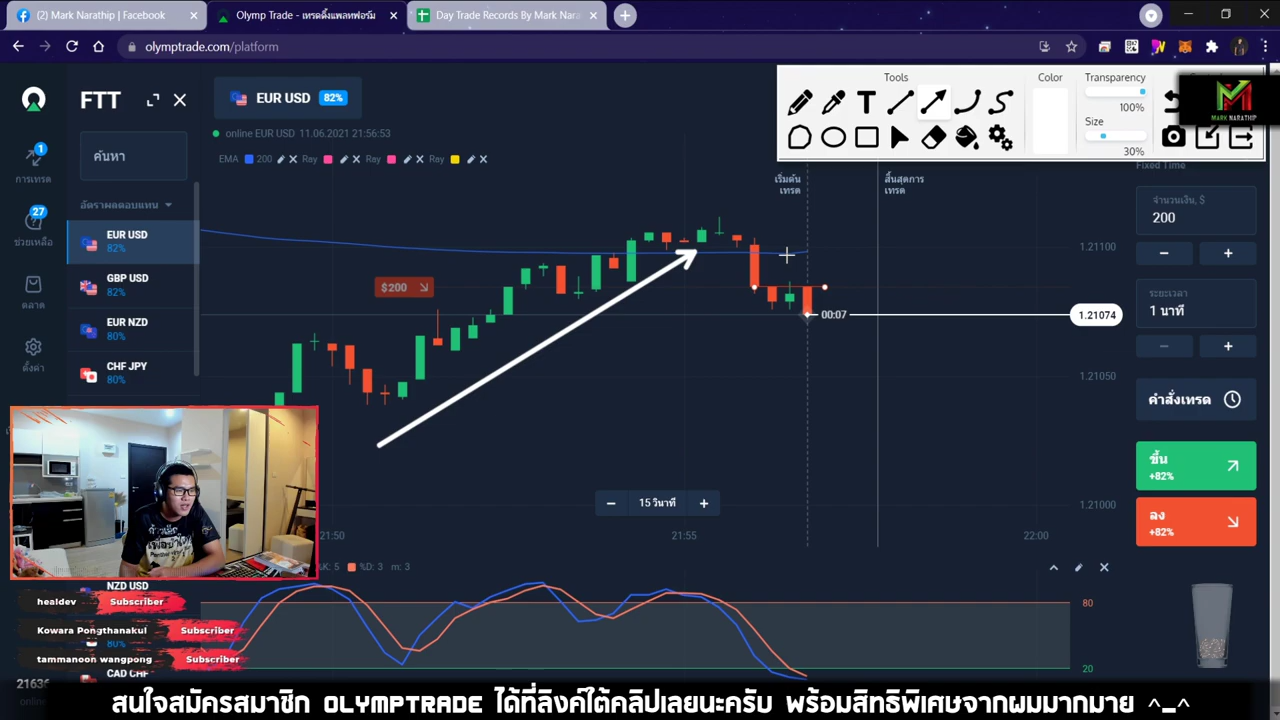 (2) Mark Narathip | Facebook
Olymp Trade - เทรดดิ้งแพลทฟอร์ม
Day Trade Records By Mark Nara
olymptrade.com/platform
FTT
EUR USD 82%
Tools
Color
Transparency
100%
Size
30%
MARK NARATHIP
online EUR USD 11.06.2021 21:56:53
ค้นหา
EMA 200 Ray Ray Ray
1
การเทรด
27
ช่วยเหลือ
ตลาด
ตั้งค่า
อัตราผลตอบแทน
EUR USD
82%
GBP USD
82%
EUR NZD
80%
CHF JPY
80%
เริ่มต้น
เทรด
สิ้นสุดการ
เทรด
$200
00:07
1.21100
1.21074
1.21050
1.21000
Fixed Time
จำนวนเงิน, $
200
ระยะเวลา
1 นาที
คำสั่งเทรด
ขึ้น
+82%
ลง
+82%
15 วินาที
21:50
21:55
22:00
K: 5 %D: 3 m: 3
80
20
NZD USD
healdev Subscriber
Kowara Pongthanakul Subscriber
80%
tammanoon wangpong Subscriber
CAD CHF
2163
online
สนใจสมัครสมาชิก OLYMPTRADE ได้ที่ลิงค์ใต้คลิปเลยนะครับ พร้อมสิทธิพิเศษจากผมมากมาย ^_^